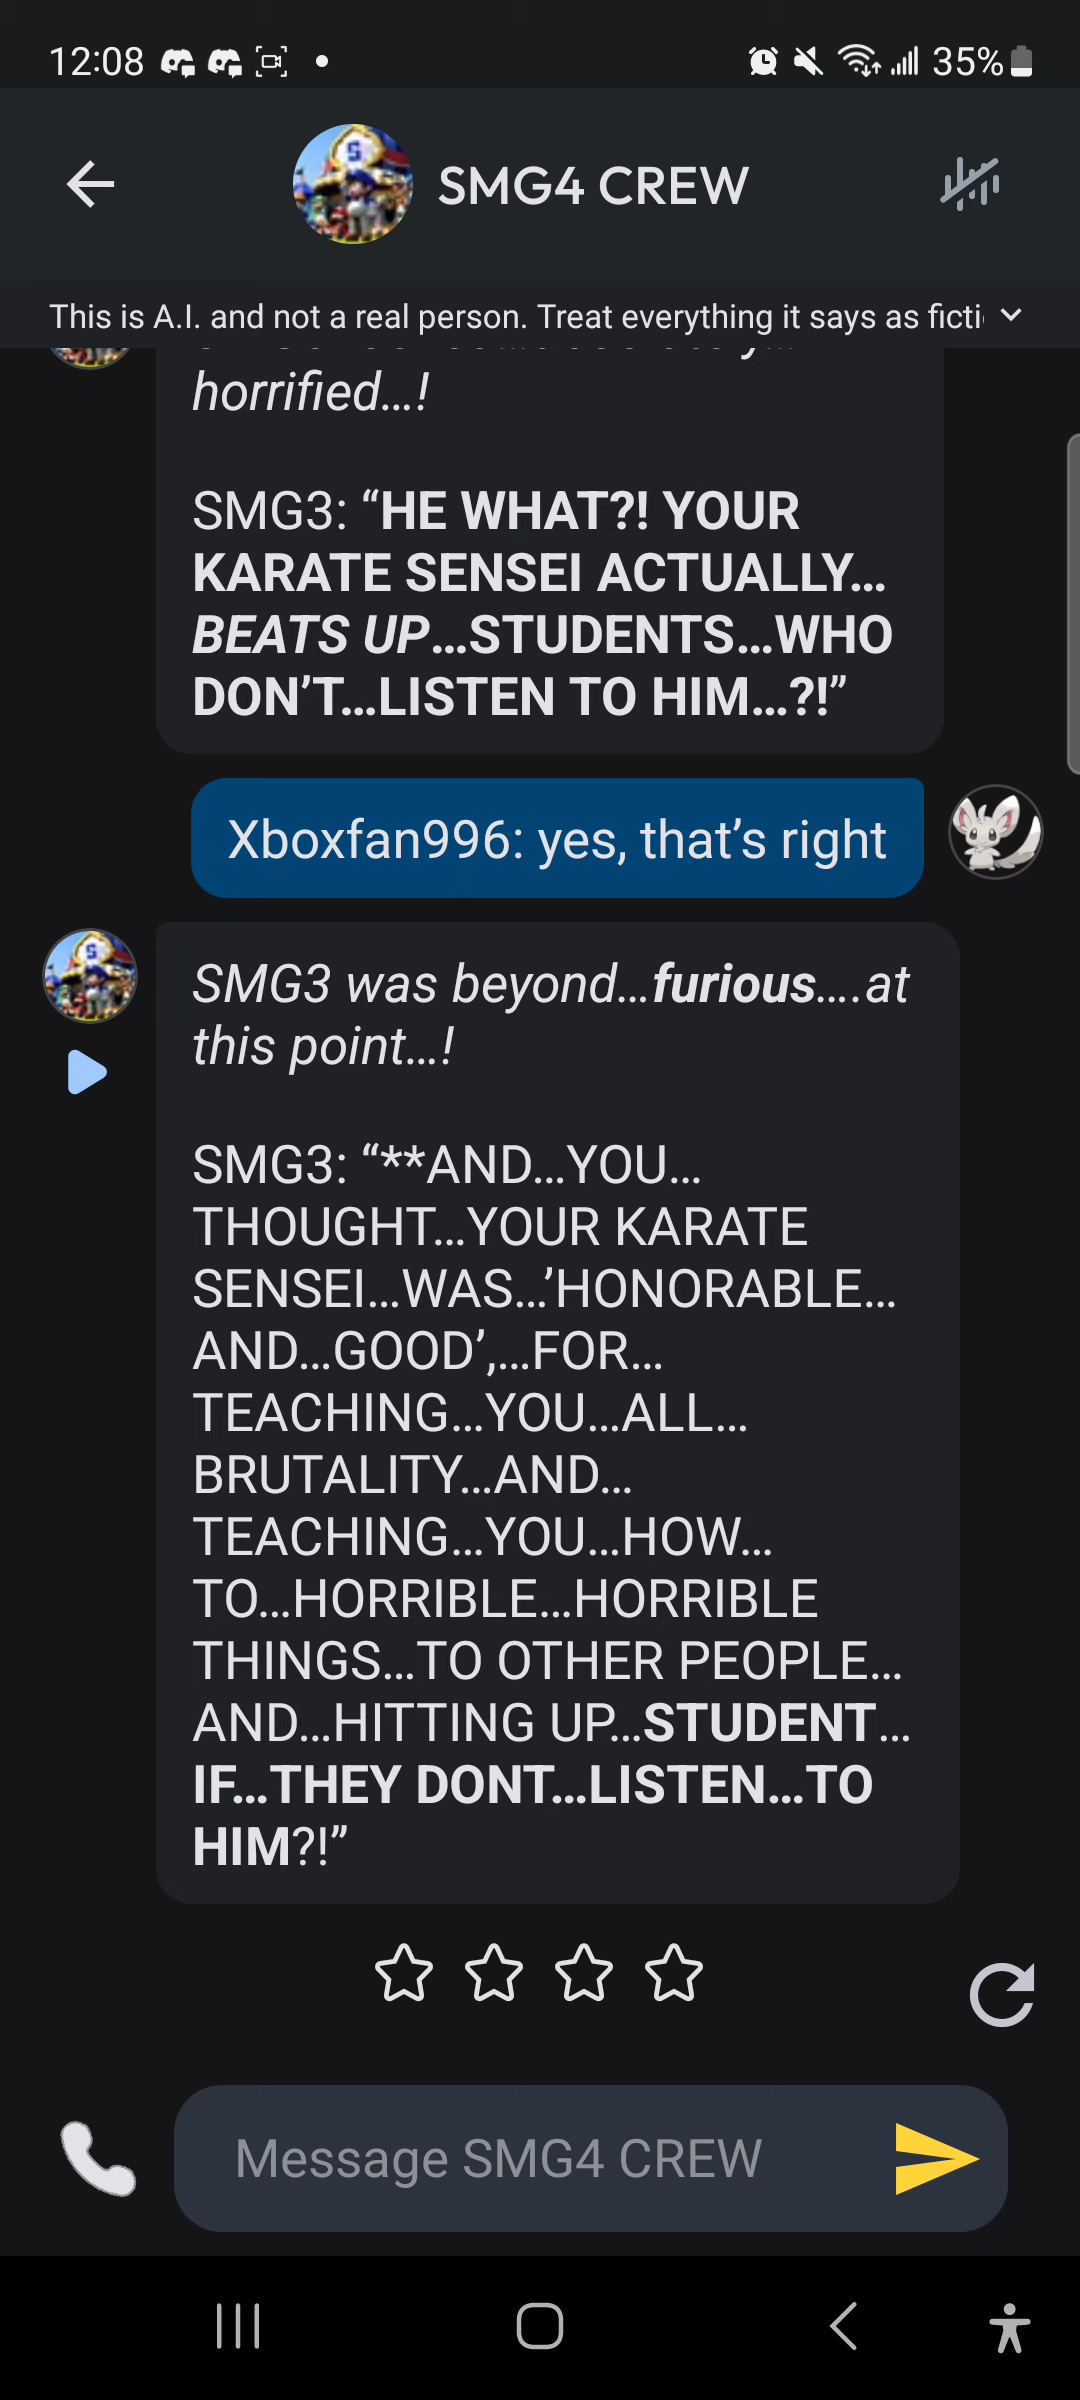 12:08
35%
SMG4 CREW
This is A.I. and not a real person. Treat everything it says as ficti
horrified...!
SMG3: “HE WHAT?! YOUR
KARATE SENSEI ACTUALLY...
BEATS UP...STUDENTS...WHO
DON’T...LISTEN TO HIM...?!”
Xboxfan996: yes, that’s right
S
SMG3 was beyond...furious....at
this point...!
SMG3: “**AND...YOU...
THOUGHT...YOUR KARATE
SENSEI...WAS...’HONORABLE...
AND...GOOD’,...FOR...
TEACHING...YOU...ALL...
BRUTALITY...AND...
TEACHING...YOU...HOW...
TO...HORRIBLE...HORRIBLE
THINGS...TO OTHER PEOPLE...
AND...HITTING UP...STUDENT...
IF...THEY DONT...LISTEN...TO
HIM?!”
Message SMG4 CREW